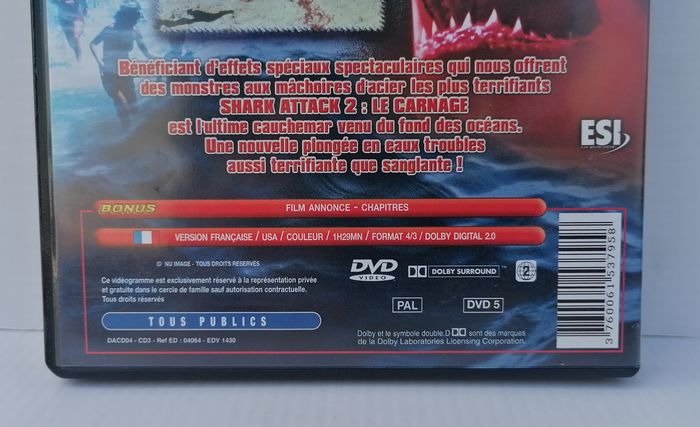 Bénéficiant d'effets spéciaux spectaculaires qui nous offrent
des monstres aux mâchoires d'acier les plus terrifiants
SHARK ATTACK 2 : LE CARNAGE
est l'ultime cauchemar venu du fond des océans.
Une nouvelle plongée en eaux troubles
aussi terrifiante que sanglante !
ESI
BONUS
FILM ANNONCE - CHAPITRES
VERSION FRANÇAISE / USA / COULEUR / 1H29MN / FORMAT 4/3 / DOLBY DIGITAL 2.0
© NU IMAGE - TOUS DROITS RÉSERVÉS
Ce vidéogramme est exclusivement réservé à la représentation privée
et gratuite dans le cercle de famille sauf autorisation contractuelle.
Tous droits réservés
TOUS PUBLICS
DACD04 - CD3 - Ref ED : 04064 - EDV 1430
DVD
VIDEO
DOLBY SURROUND
2
PAL
DVD 5
Dolby et le symbole double.D sont des marques
de la Dolby Laboratories Licensing Corporation.
3 760061 537958